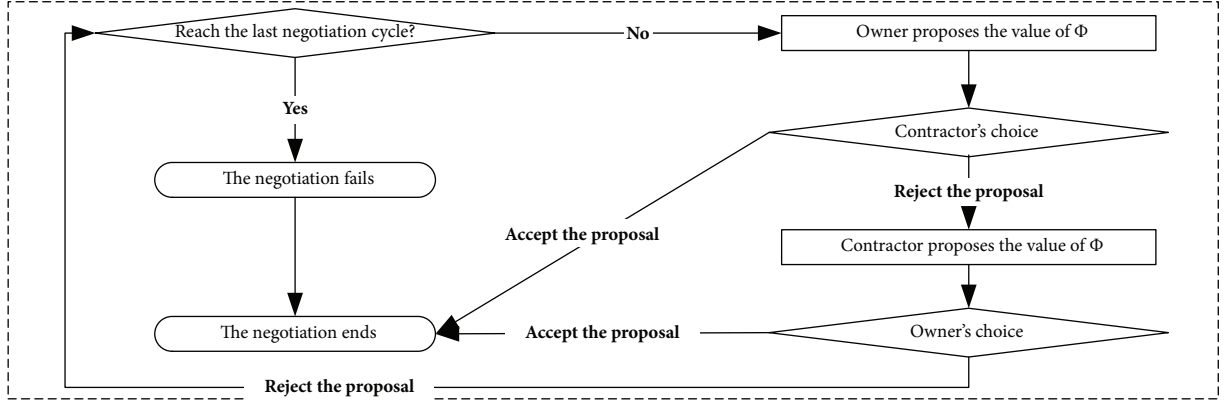 Reach the last negotiation cycle?
No
Owner proposes the value of Φ
Yes
Contractor's choice
The negotiation fails
Reject the proposal
Accept the proposal
Contractor proposes the value of Φ
The negotiation ends
Accept the proposal
Owner's choice
Reject the proposal